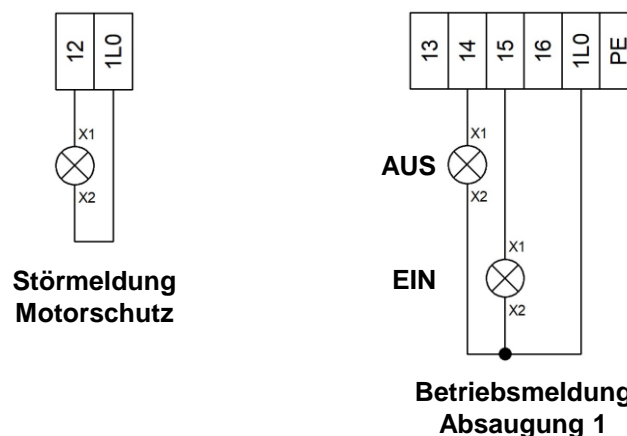 12
1L0
X1
X2
Störmeldung
Motorschutz
13
14
15
16
1L0
PE
X1
AUS
X2
X1
EIN
X2
Betriebsmeldung
Absaugung 1